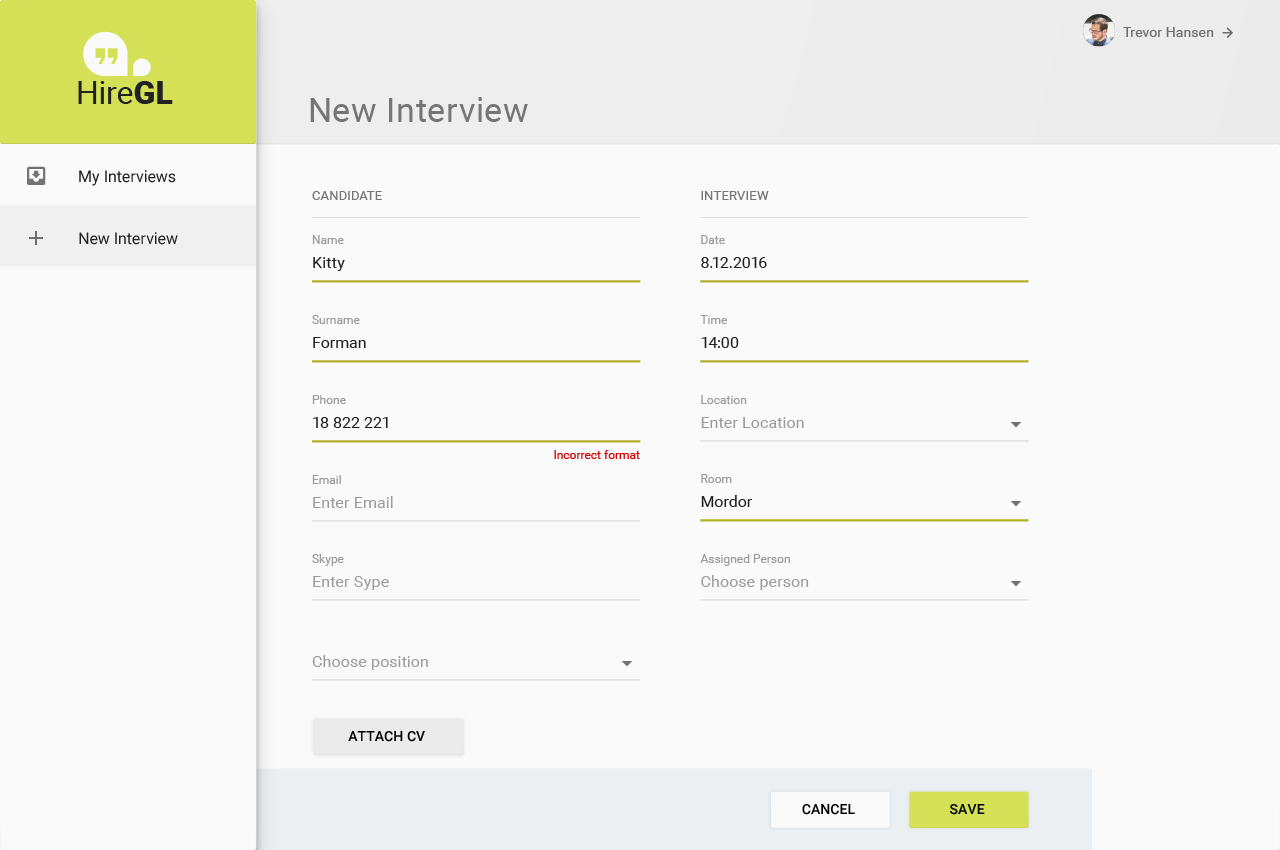 HireGL
My Interviews
New Interview
Trevor Hansen
New Interview
CANDIDATE
Name
Kitty
Surname
Forman
Phone
18 822 221
Incorrect format
Email
Enter Email
Skype
Enter Sype
Choose position
ATTACH CV
INTERVIEW
Date
8.12.2016
Time
14:00
Location
Enter Location
Room
Mordor
Assigned Person
Choose person
CANCEL
SAVE